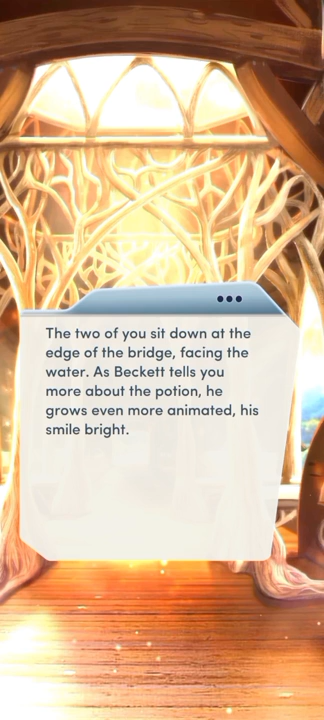 The two of you sit down at the
edge of the bridge, facing the
water. As Beckett tells you
more about the potion, he
grows even more animated, his
smile bright.